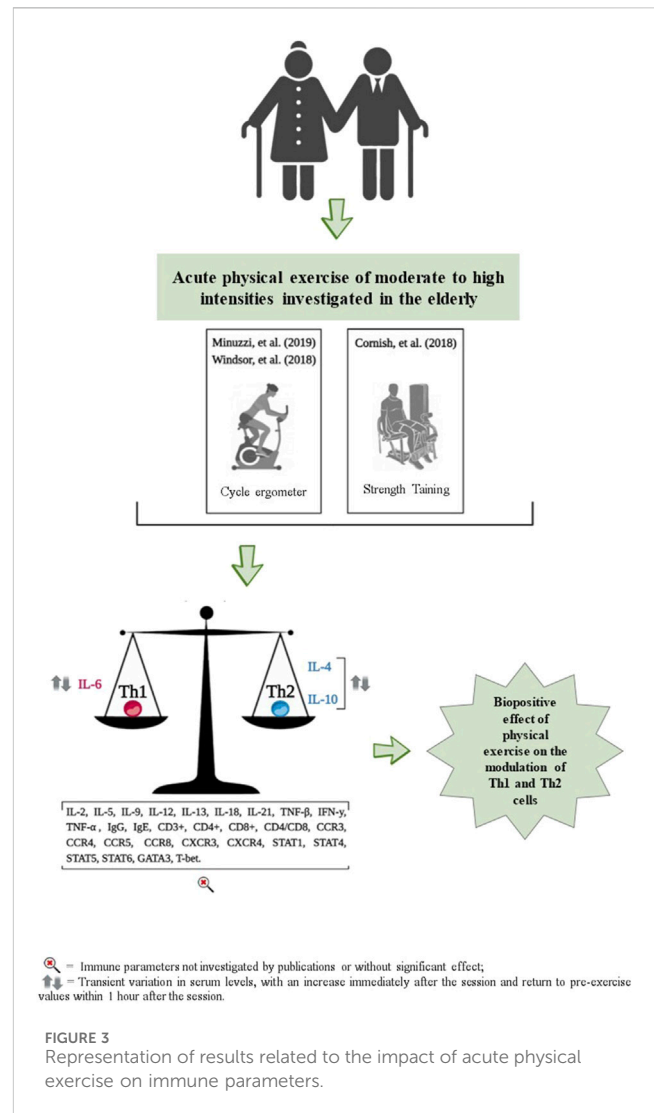 Acute physical exercise of moderate to high
intensities investigated in the elderly
Minuzzi, et al. (2019)
Windsor, et al. (2018)
Cycle ergometer
Cornish, et al. (2018)
Strength Taining
IL-6
Th1
Th2
IL-4
IL-10
Biopositive
effect of
physical
exercise on the
modulation of
Th1 and Th2
cells
IL-2, IL-5, IL-9, IL-12, IL-13, IL-18, IL-21, TNF-β, IFN-y,
TNF-α, IgG, IgE, CD3+, CD4+, CD8+, CD4/CD8, CCR3,
CCR4, CCR5, CCR8, CXCR3, CXCR4, STAT1, STAT4,
STAT5, STAT6, GATA3, T-bet.
= Immune parameters not investigated by publications or without significant effect;
= Transient variation in serum levels, with an increase immediately after the session and return to pre-exercise
values within 1 hour after the session.
FIGURE 3
Representation of results related to the impact of acute physical
exercise on immune parameters.